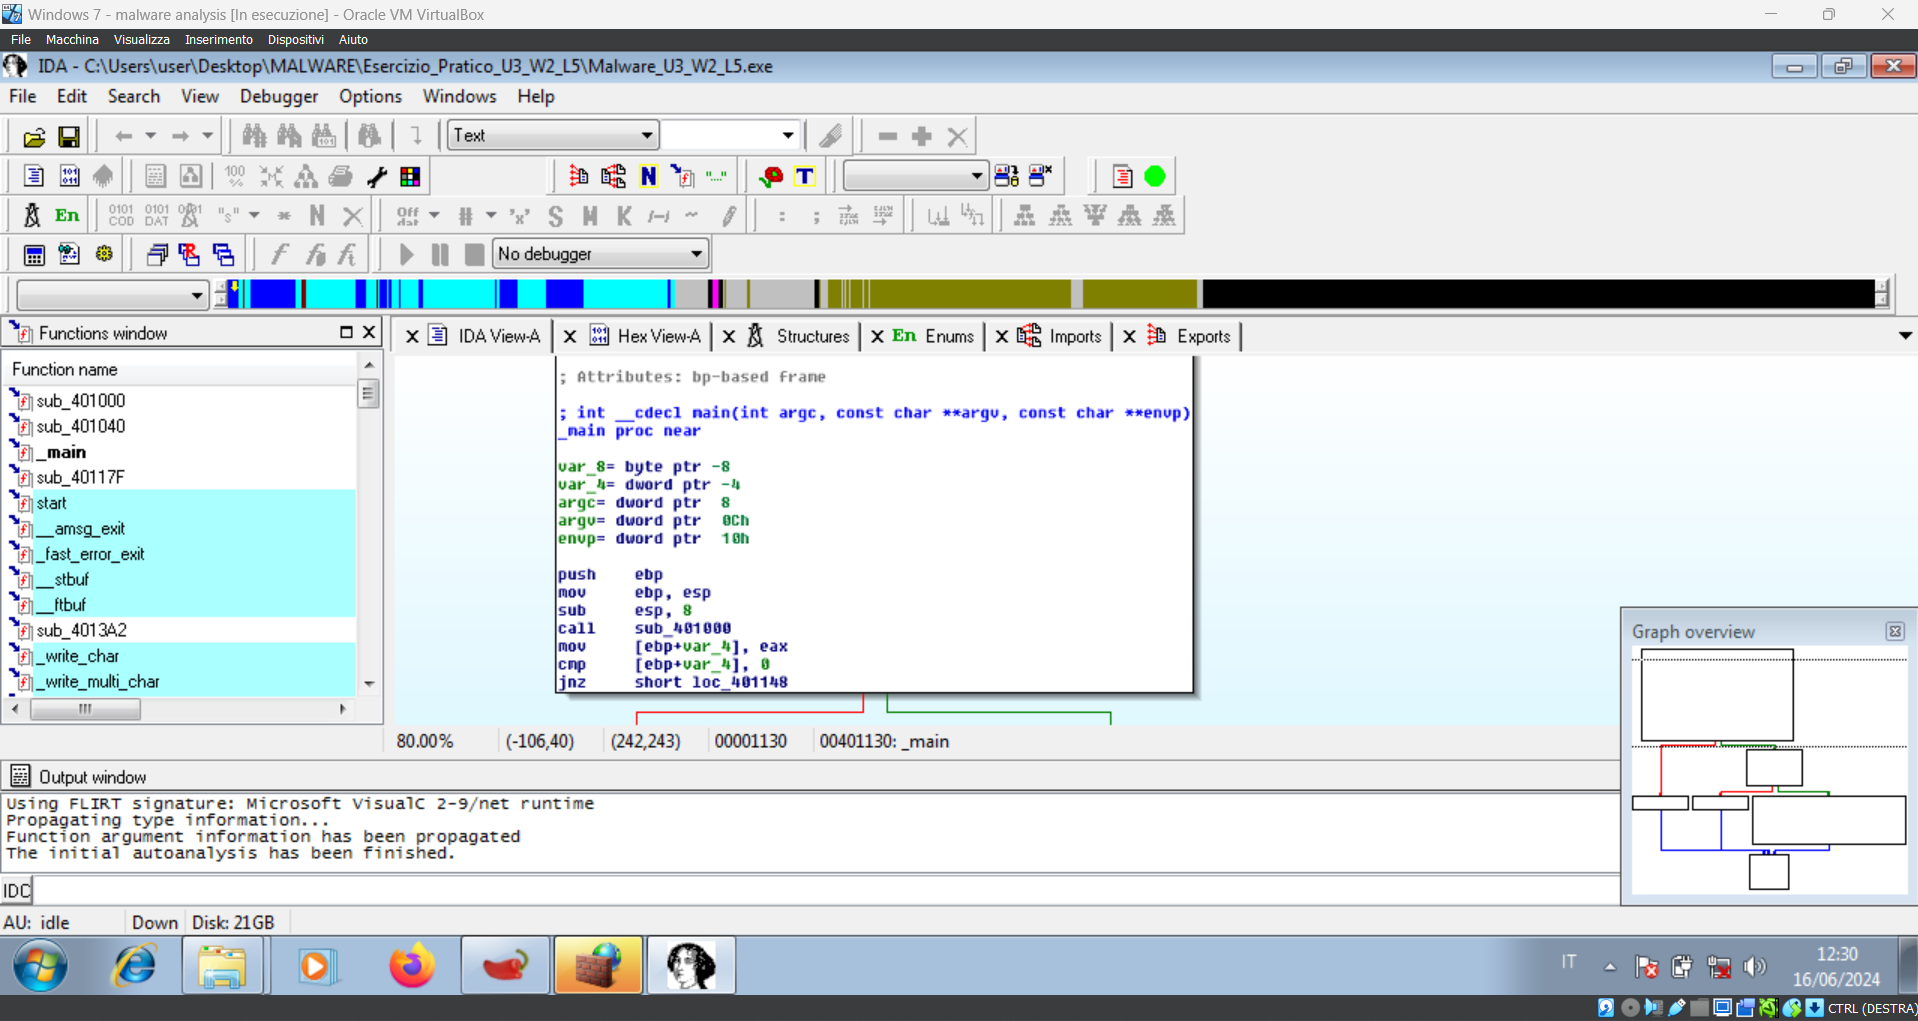 Windows 7 - malware analysis [In esecuzione] - Oracle VM VirtualBox
File Macchina Visualizza Inserimento Dispositivi Aiuto
IDA - C:\Users\user\Desktop\MALWARE\Esercizio_Pratico_U3_W2_L5\Malware_U3_W2_L5.exe
File Edit Search View Debugger Options Windows Help
Text
En
No debugger
Functions window
IDA View-A Hex View-A Structures En Enums Imports Exports
Function name
sub_401000
sub_401040
_main
sub_40117F
start
__amsg_exit
_fast_error_exit
__stbuf
__ftbuf
sub_4013A2
_write_char
_write_multi_char
; Attributes: bp-based frame
; int __cdecl main(int argc, const char **argv, const char **envp)
_main proc near
var_8= byte ptr -8
var_4= dword ptr -4
argc= dword ptr  8
argv= dword ptr  0Ch
envp= dword ptr  10h
push ebp
mov ebp, esp
sub esp, 8
call sub_401000
mov [ebp+var_4], eax
cmp [ebp+var_4], 0
jnz short loc_401148
Graph overview
80.00% (-106,40) (242,243) 00001130 00401130: _main
Output window
Using FLIRT signature: Microsoft VisualC 2-9/net runtime
Propagating type information...
Function argument information has been propagated
The initial autoanalysis has been finished.
IDC
AU: idle Down Disk: 21GB
IT
12:30
16/06/2024
CTRL (DESTRA)